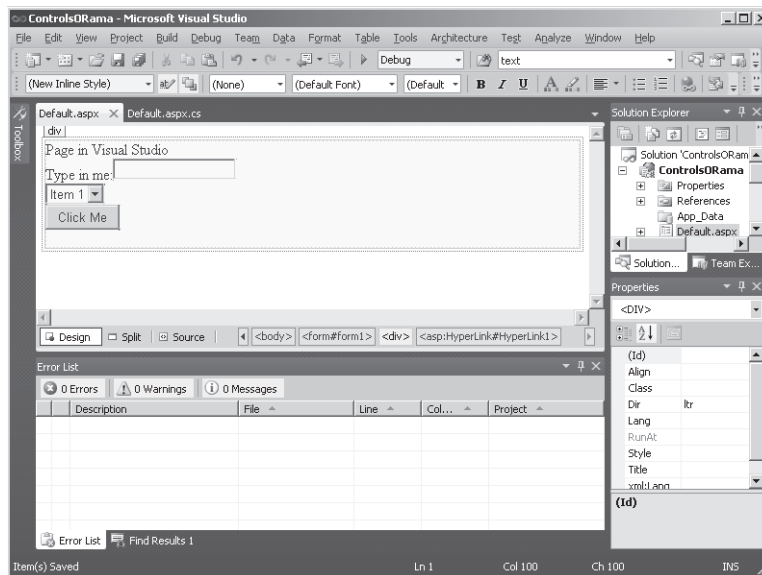 ControlsORama - Microsoft Visual Studio
File Edit View Project Build Debug Team Data Format Table Tools Architecture Test Analyze Window Help
Debug text
(New Inline Style) (None) (Default Font) (Default B I U A
Toolbox
Default.aspx Default.aspx.cs
div
Page in Visual Studio
Type in me:
Item 1
Click Me
Design Split Source <body> <form#form1> <div> <asp:HyperLink#HyperLink1>
Error List
0 Errors 0 Warnings 0 Messages
Description File Line Col... Project
Error List Find Results 1
Solution Explorer
Solution 'ControlsORam
ControlsORama
Properties
References
App_Data
Default.aspx
Solution... Team Ex...
Properties
<DIV>
(Id)
Align
Class
Dir ltr
Lang
RunAt
Style
Title
xml:Lang
(Id)
Item(s) Saved Ln 1 Col 100 Ch 100 INS